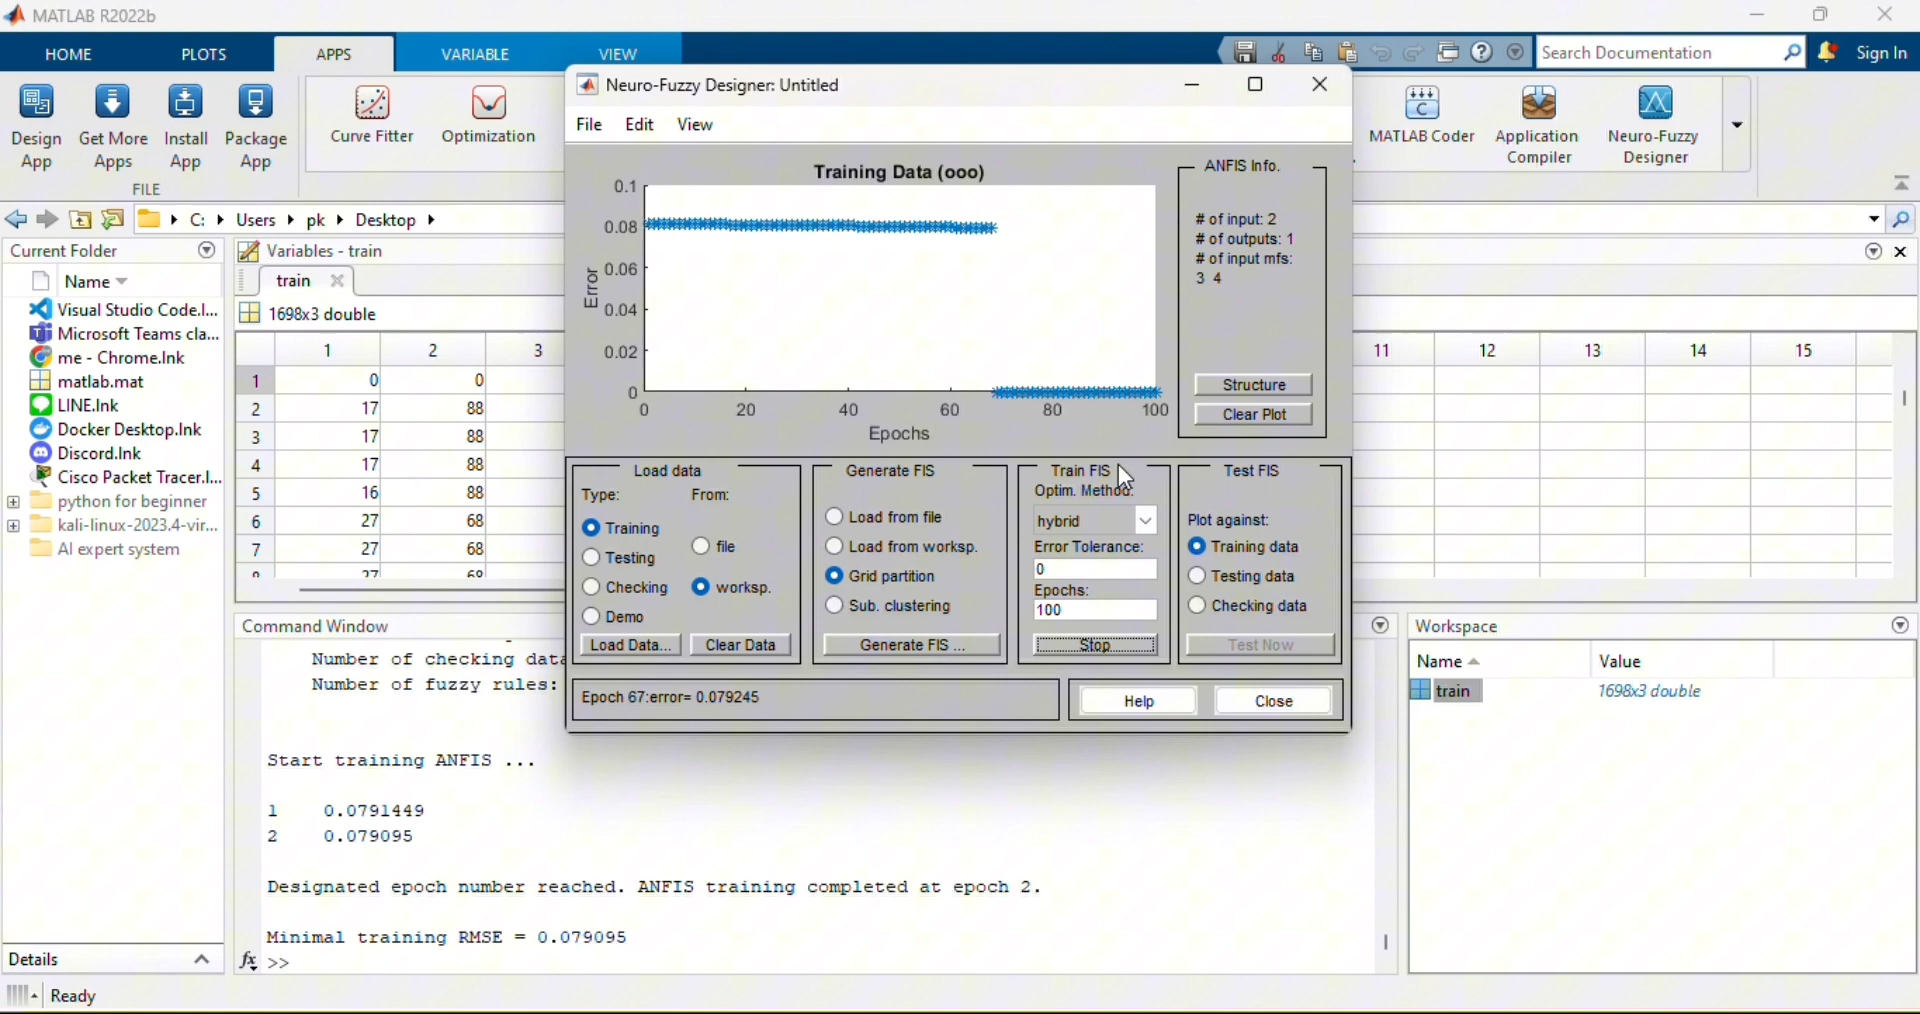 MATLAB R2022b
HOME PLOTS APPS VARIABLE VIEW
Search Documentation Sign In
Design App
Get More Apps
Install App
Package App
FILE
Curve Fitter
Optimization
MATLAB Coder
Application Compiler
Neuro-Fuzzy Designer
C: Users pk Desktop
Current Folder
Name
Visual Studio Code.l...
Microsoft Teams cla...
me - Chrome.lnk
matlab.mat
LINE.lnk
Docker Desktop.lnk
Discord.lnk
Cisco Packet Tracer.l...
python for beginner
kali-linux-2023.4-vir...
AI expert system
Details
Ready
Variables - train
train
1698x3 double
1 2 3 11 12 13 14 15
1 0 0
2 17 88
3 17 88
4 17 88
5 16 88
6 27 68
7 27 68
Neuro-Fuzzy Designer: Untitled
File Edit View
Training Data (ooo)
0.1
0.08
0.06
0.04
0.02
0
Error
0 20 40 60 80 100
Epochs
ANFIS Info.
# of input: 2
# of outputs: 1
# of input mfs:
3 4
Structure
Clear Plot
Load data
Type: From:
Training
Testing
Checking
Demo
file
worksp.
Load Data... Clear Data
Generate FIS
Load from file
Load from worksp.
Grid partition
Sub. clustering
Generate FIS ...
Train FIS
Optim. Method:
hybrid
Error Tolerance:
0
Epochs:
100
Stop
Test FIS
Plot against:
Training data
Testing data
Checking data
Test Now
Epoch 67:error= 0.079245
Help Close
Command Window
Number of checking data
Number of fuzzy rules:
Start training ANFIS ...
1 0.0791449
2 0.079095
Designated epoch number reached. ANFIS training completed at epoch 2.
Minimal training RMSE = 0.079095
fx >>
Workspace
Name Value
train 1698x3 double